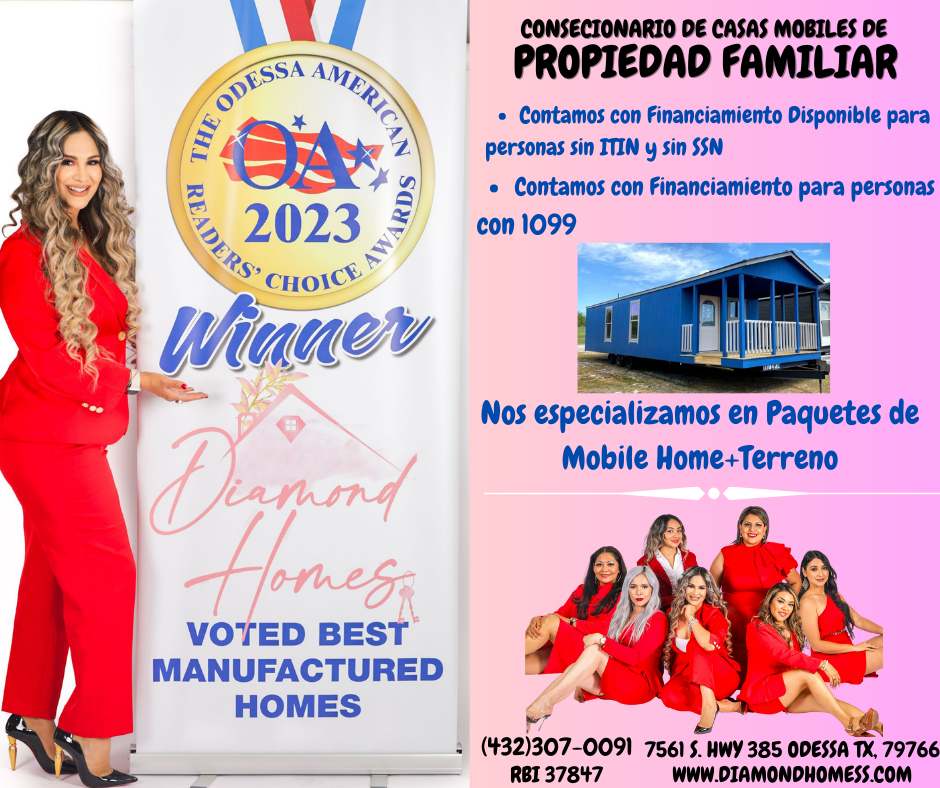 THE ODESSA AMERICAN
OA
2023
READERS' CHOICE AWARDS
Winner
Diamond
Homes
VOTED BEST
MANUFACTURED
HOMES
CONSECIONARIO DE CASAS MOBILES DE
PROPIEDAD FAMILIAR
• Contamos con Financiamiento Disponible para
personas sin ITIN y sin SSN
• Contamos con Financiamiento para personas
con 1099
Nos especializamos en Paquetes de
Mobile Home+Terreno
(432)307-0091
RBI 37847
7561 S. HWY 385 ODESSA TX, 79766
WWW.DIAMONDHOMESS.COM